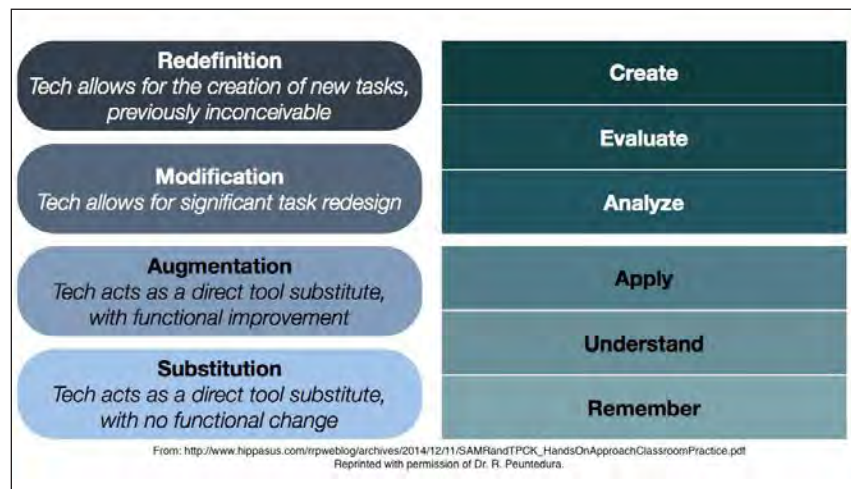 Redefinition
Tech allows for the creation of new tasks,
previously inconceivable
Modification
Tech allows for significant task redesign
Augmentation
Tech acts as a direct tool substitute,
with functional improvement
Substitution
Tech acts as a direct tool substitute,
with no functional change
Create
Evaluate
Analyze
Apply
Understand
Remember
From: http://www.hippasus.com/rrpweblog/archives/2014/12/11/SAMRandTPCK_HandsOnApproachClassroomPractice.pdf
Reprinted with permission of Dr. R. Peuntedura.